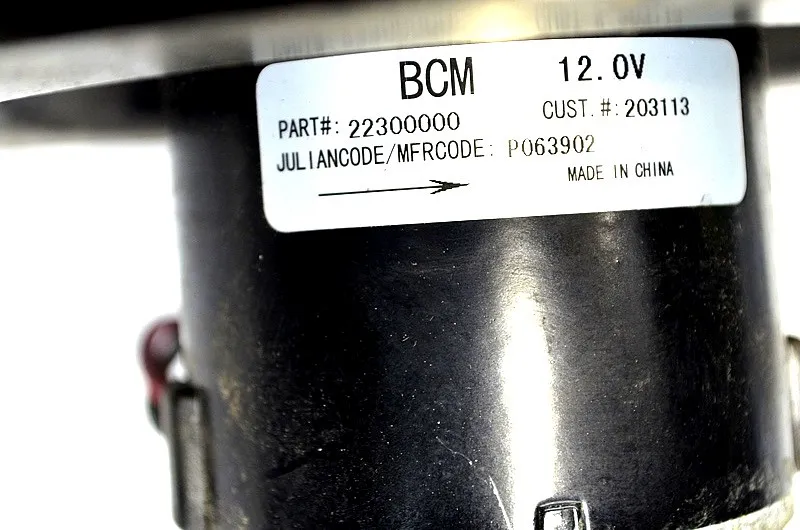 BCM 12.0V
PART#: 22300000 CUST.#: 203113
JULIANCODE/MFRCODE: P063902
MADE IN CHINA